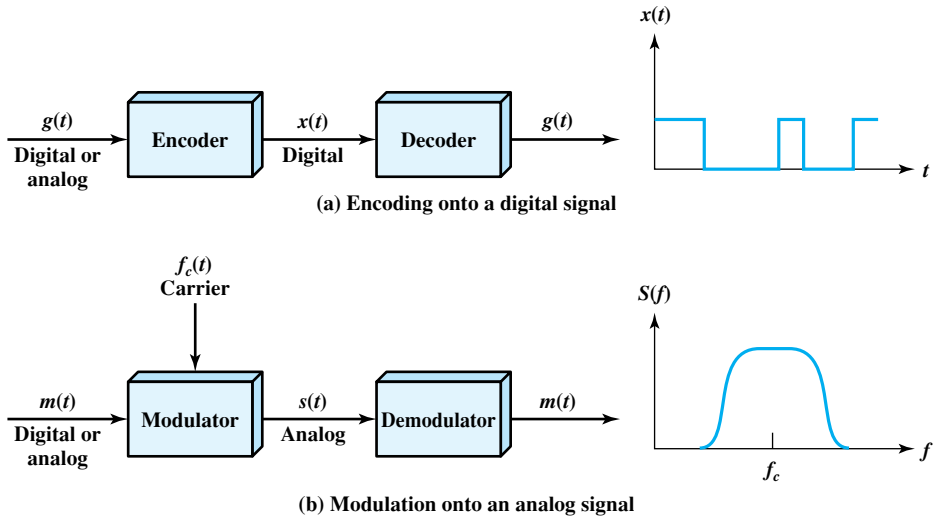 x(t)
g(t)
Digital or
analog
Encoder
x(t)
Digital
Decoder
g(t)
t
(a) Encoding onto a digital signal
f_c(t)
Carrier
S(f)
m(t)
Digital or
analog
Modulator
s(t)
Analog
Demodulator
m(t)
f_c
f
(b) Modulation onto an analog signal